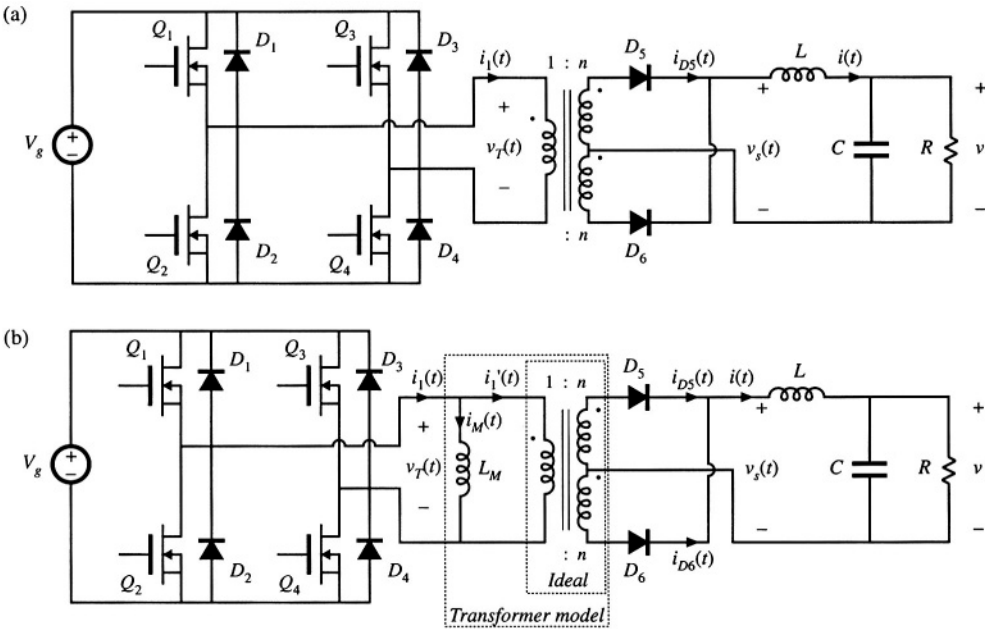 (a)
Q1
D1
Q3
D3
i1(t)
1 : n
D5
iD5(t)
L
i(t)
Vg
+
−
+
vT(t)
−
+
vs(t)
−
C
R
+
v
−
Q2
D2
Q4
D4
: n
D6
(b)
Q1
D1
Q3
D3
i1(t)
i1'(t)
1 : n
D5
iD5(t)
i(t)
L
iM(t)
Vg
+
−
+
vT(t)
−
LM
+
vs(t)
−
C
R
+
v
−
Q2
D2
Q4
D4
: n
D6
iD6(t)
Ideal
Transformer model